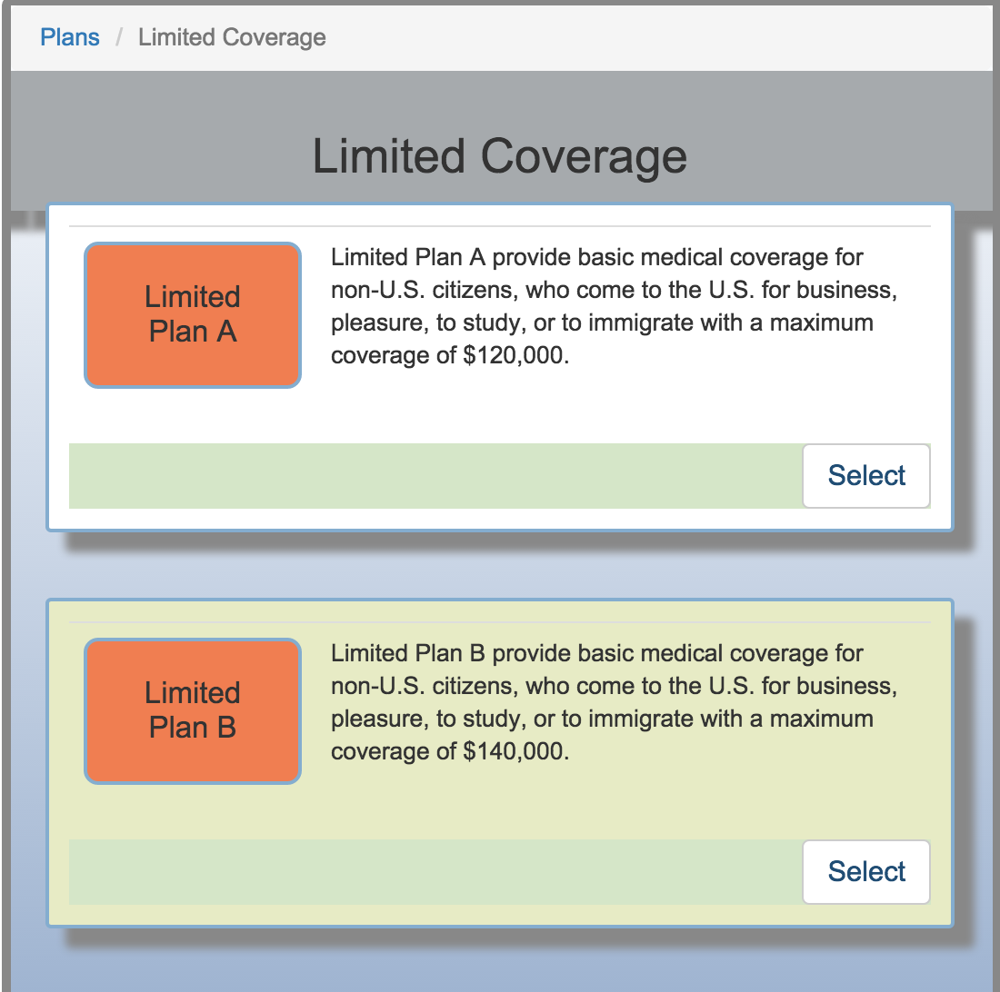 Plans / Limited Coverage
Limited Coverage
Limited
Plan A
Limited Plan A provide basic medical coverage for
non-U.S. citizens, who come to the U.S. for business,
pleasure, to study, or to immigrate with a maximum
coverage of $120,000.
Select
Limited
Plan B
Limited Plan B provide basic medical coverage for
non-U.S. citizens, who come to the U.S. for business,
pleasure, to study, or to immigrate with a maximum
coverage of $140,000.
Select